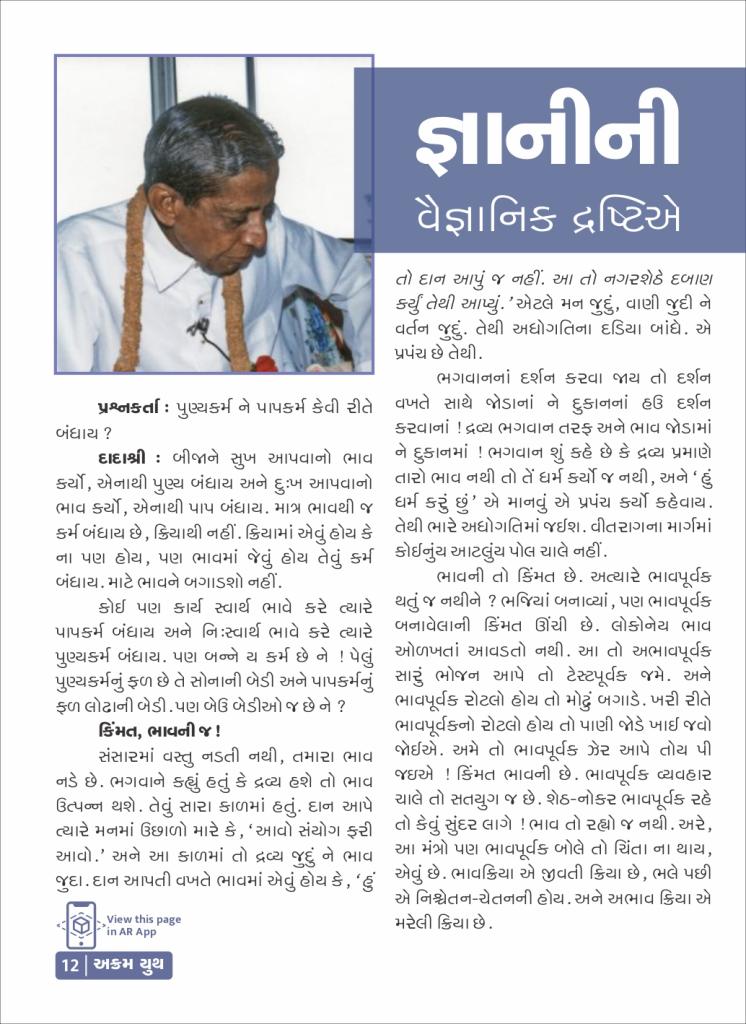 જ્ઞાનીની
વૈજ્ઞાનિક દ્રષ્ટિએ
પ્રશ્નકર્તા : પુણ્યકર્મ ને પાપકર્મ કેવી રીતે
બંધાય ?
દાદાશ્રી : બીજાને સુખ આપવાનો ભાવ
કર્યો, એનાથી પુણ્ય બંધાય અને દુઃખ આપવાનો
ભાવ કર્યો, એનાથી પાપ બંધાય. માત્ર ભાવથી જ
કર્મ બંધાય છે, ક્રિયાથી નહીં. ક્રિયામાં એવું હોય કે
ના પણ હોય, પણ ભાવમાં જેવું હોય તેવું કર્મ
બંધાય. માટે ભાવને બગાડશો નહીં.
કોઈ પણ કાર્ય સ્વાર્થ ભાવે કરે ત્યારે
પાપકર્મ બંધાય અને નિઃસ્વાર્થ ભાવે કરે ત્યારે
પુણ્યકર્મ બંધાય. પણ બન્ને ય કર્મ છે ને ! પેલું
પુણ્યકર્મનું ફળ છે તે સોનાની બેડી અને પાપકર્મનું
ફળ લોઢાની બેડી. પણ બેઉ બેડીઓ જ છે ને ?
કિંમત, ભાવની જ !
સંસારમાં વસ્તુ નડતી નથી, તમારા ભાવ
નડે છે. ભગવાને કહ્યું હતું કે દ્રવ્ય હશે તો ભાવ
ઉત્પન્ન થશે. તેવું સારા કાળમાં હતું. દાન આપે
ત્યારે મનમાં ઉછાળો મારે કે, ‘આવો સંયોગ ફરી
આવો.’ અને આ કાળમાં તો દ્રવ્ય જુદું ને ભાવ
જુદા. દાન આપતી વખતે ભાવમાં એવું હોય કે, ‘હું
તો દાન આપું જ નહીં. આ તો નગરશેઠે દબાણ
કર્યું તેથી આપ્યું.’ એટલે મન જુદું, વાણી જુદી ને
વર્તન જુદું. તેથી અધોગતિના દડિયા બાંધે. એ
પ્રપંચ છે તેથી.
ભગવાનનાં દર્શન કરવા જાય તો દર્શન
વખતે સાથે જોડાનાં ને દુકાનનાં હઉ દર્શન
કરવાનાં ! દ્રવ્ય ભગવાન તરફ અને ભાવ જોડામાં
ને દુકાનમાં ! ભગવાન શું કહે છે કે દ્રવ્ય પ્રમાણે
તારો ભાવ નથી તો તેં ધર્મ કર્યો જ નથી, અને ‘હું
ધર્મ કરું છું’ એ માનવું એ પ્રપંચ કર્યો કહેવાય.
તેથી ભારે અધોગતિમાં જઈશ. વીતરાગના માર્ગમાં
કોઈનુંય આટલુંય પોલ ચાલે નહીં.
ભાવની તો કિંમત છે. અત્યારે ભાવપૂર્વક
થતું જ નથીને ? ભજિયાં બનાવ્યાં, પણ ભાવપૂર્વક
બનાવેલાની કિંમત ઊંચી છે. લોકોનેય ભાવ
ઓળખતાં આવડતો નથી. આ તો અભાવપૂર્વક
સારું ભોજન આપે તો ટેસ્ટપૂર્વક જમે. અને
ભાવપૂર્વક રોટલો હોય તો મોઢું બગાડે. ખરી રીતે
ભાવપૂર્વકનો રોટલો હોય તો પાણી જોડે ખાઈ જવો
જોઈએ. અમે તો ભાવપૂર્વક ઝેર આપે તોય પી
જઇએ ! કિંમત ભાવની છે. ભાવપૂર્વક વ્યવહાર
ચાલે તો સતયુગ જ છે. શેઠ-નોકર ભાવપૂર્વક રહે
તો કેવું સુંદર લાગે ! ભાવ તો રહ્યો જ નથી. અરે,
આ મંત્રો પણ ભાવપૂર્વક બોલે તો ચિંતા ના થાય,
એવું છે. ભાવક્રિયા એ જીવતી ક્રિયા છે, ભલે પછી
એ નિશ્ચેતન-ચેતનની હોય. અને અભાવ ક્રિયા એ
મરેલી ક્રિયા છે.
View this page
in AR App
12 | અક્રમ યુથ